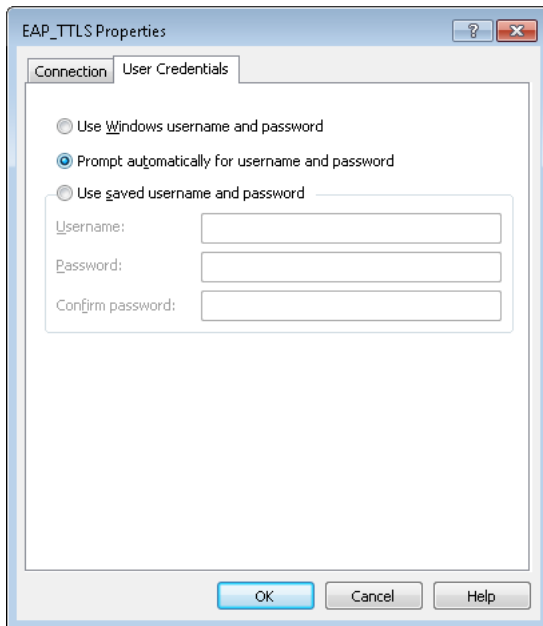 EAP_TTLS Properties
?
Connection
User Credentials
Use Windows username and password
Prompt automatically for username and password
Use saved username and password
Username:
Password:
Confirm password:
OK
Cancel
Help